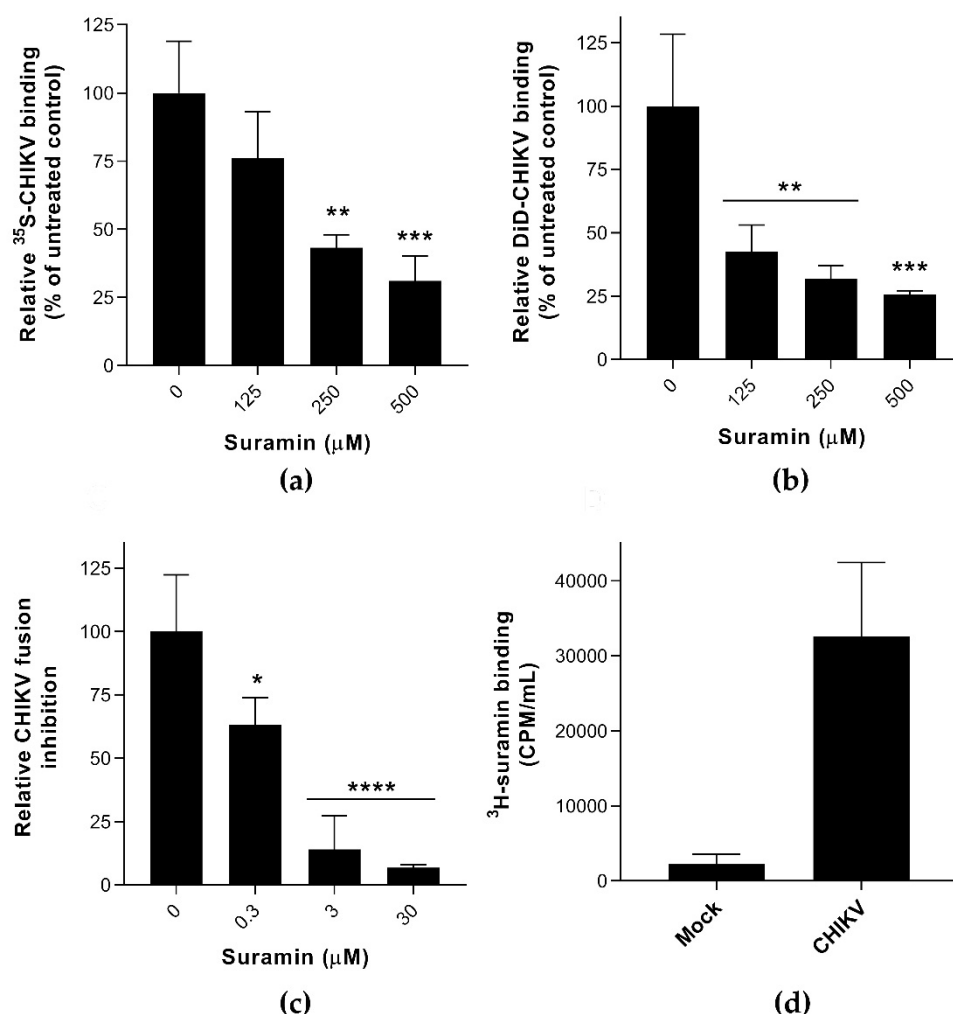 Relative ³⁵S-CHIKV binding
(% of untreated control)
125
100
75
50
25
0
**
***
0
125
250
500
Suramin (μM)
(a)
Relative DiD-CHIKV binding
(% of untreated control)
125
100
75
50
25
0
**
***
0
125
250
500
Suramin (μM)
(b)
Relative CHIKV fusion
inhibition
125
100
75
50
25
0
*
****
0
0.3
3
30
Suramin (μM)
(c)
³H-suramin binding
(CPM/mL)
40000
30000
20000
10000
0
Mock
CHIKV
(d)